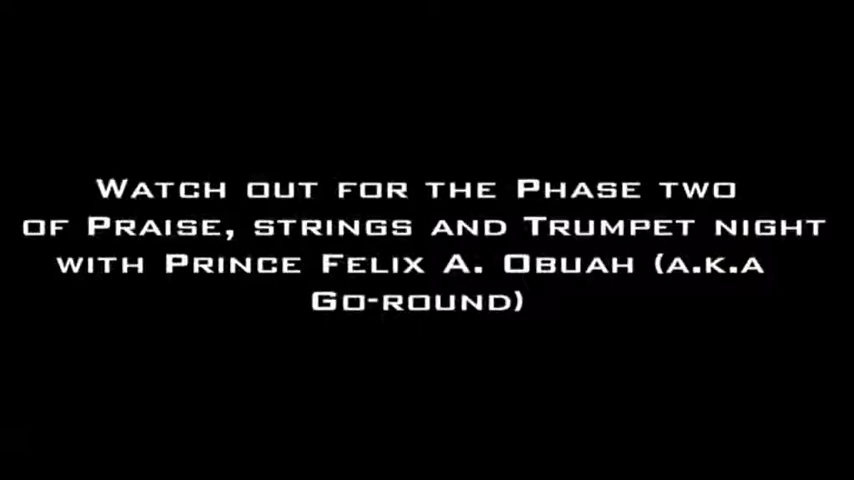 Watch out for the Phase two
of Praise, strings and Trumpet night
with Prince Felix A. Obuah (a.k.a
Go-round)